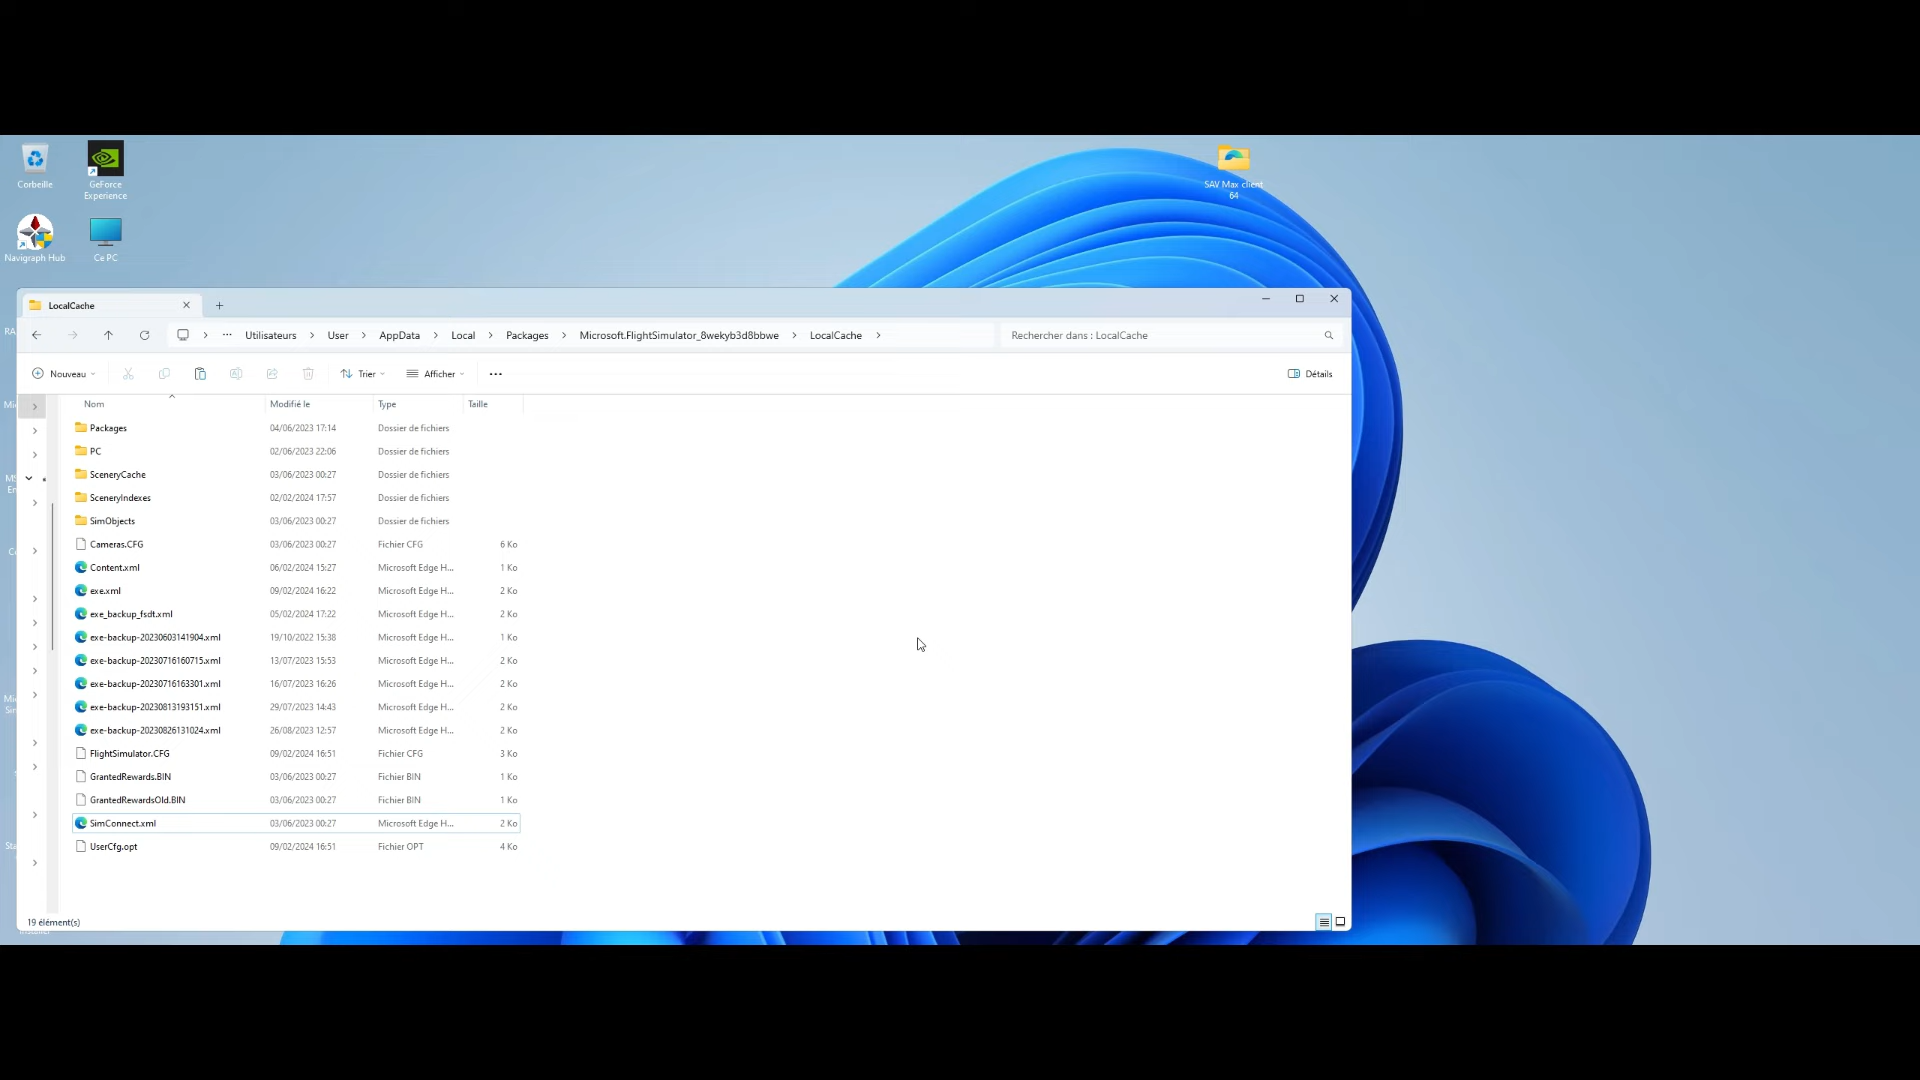 Corbeille
GeForce
Experience
SAV Max client
64
Navigraph Hub
Ce PC
LocalCache
Utilisateurs
User
AppData
Local
Packages
Microsoft.FlightSimulator_8wekyb3d8bbwe
LocalCache
Rechercher dans : LocalCache
Nouveau
Trier
Afficher
Détails
Nom Modifié le Type Taille
Packages 04/06/2023 17:14 Dossier de fichiers
PC 02/06/2023 22:06 Dossier de fichiers
SceneryCache 03/06/2023 00:27 Dossier de fichiers
SceneryIndexes 02/02/2024 17:57 Dossier de fichiers
SimObjects 03/06/2023 00:27 Dossier de fichiers
Cameras.CFG 03/06/2023 00:27 Fichier CFG 6 Ko
Content.xml 06/02/2024 15:27 Microsoft Edge H... 1 Ko
exe.xml 09/02/2024 16:22 Microsoft Edge H... 2 Ko
exe_backup_fsdt.xml 05/02/2024 17:22 Microsoft Edge H... 2 Ko
exe-backup-20230603141904.xml 19/10/2022 15:38 Microsoft Edge H... 1 Ko
exe-backup-20230716160715.xml 13/07/2023 15:53 Microsoft Edge H... 2 Ko
exe-backup-20230716163301.xml 16/07/2023 16:26 Microsoft Edge H... 2 Ko
exe-backup-20230813193151.xml 29/07/2023 14:43 Microsoft Edge H... 2 Ko
exe-backup-20230826131024.xml 26/08/2023 12:57 Microsoft Edge H... 2 Ko
FlightSimulator.CFG 09/02/2024 16:51 Fichier CFG 3 Ko
GrantedRewards.BIN 03/06/2023 00:27 Fichier BIN 1 Ko
GrantedRewardsOld.BIN 03/06/2023 00:27 Fichier BIN 1 Ko
SimConnect.xml 03/06/2023 00:27 Microsoft Edge H... 2 Ko
UserCfg.opt 09/02/2024 16:51 Fichier OPT 4 Ko
19 élément(s)